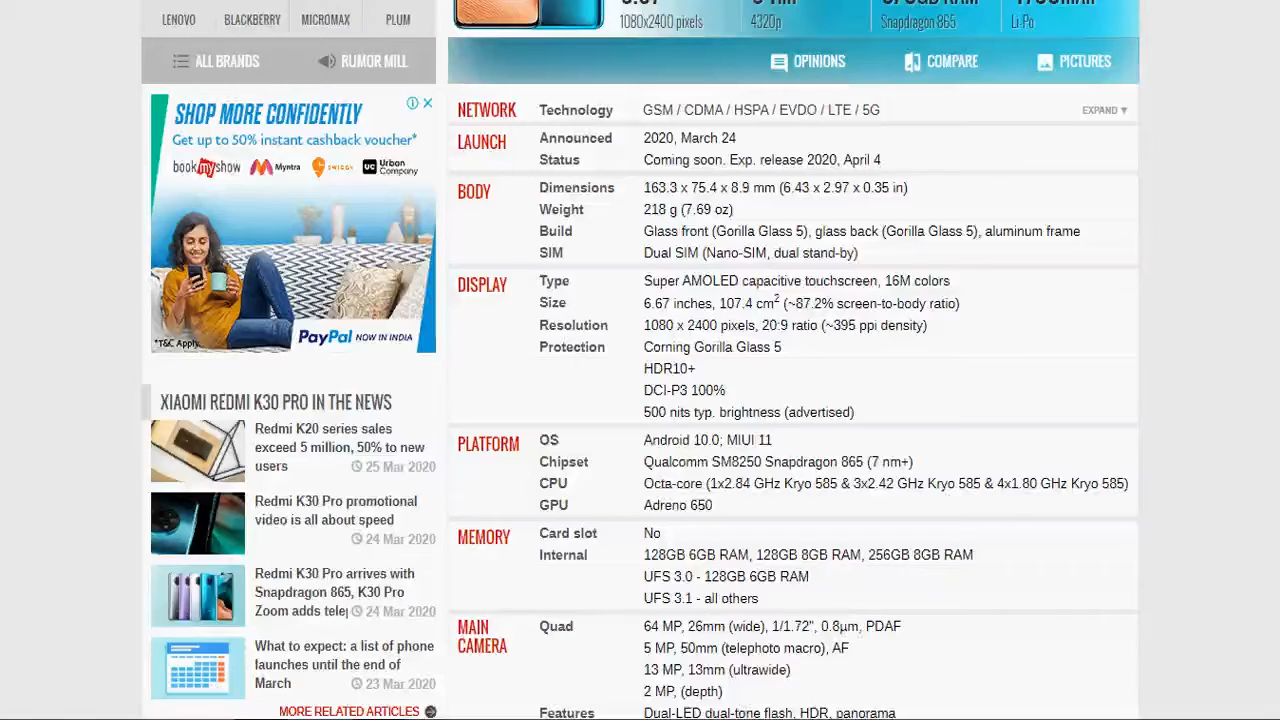 LENOVO BLACKBERRY MICROMAX PLUM
ALL BRANDS RUMOR MILL
1080x2400 pixels 4320p Snapdragon 865 Li-Po
OPINIONS COMPARE PICTURES
SHOP MORE CONFIDENTLY
Get up to 50% instant cashback voucher*
bookmyshow Myntra SWIGGY UC Urban Company
*T&C Apply.
PayPal NOW IN INDIA
XIAOMI REDMI K30 PRO IN THE NEWS
Redmi K20 series sales
exceed 5 million, 50% to new
users 25 Mar 2020
Redmi K30 Pro promotional
video is all about speed
24 Mar 2020
Redmi K30 Pro arrives with
Snapdragon 865, K30 Pro
Zoom adds tele 24 Mar 2020
What to expect: a list of phone
launches until the end of
March 23 Mar 2020
MORE RELATED ARTICLES
NETWORK Technology GSM / CDMA / HSPA / EVDO / LTE / 5G EXPAND ▼
LAUNCH Announced 2020, March 24
Status Coming soon. Exp. release 2020, April 4
BODY Dimensions 163.3 x 75.4 x 8.9 mm (6.43 x 2.97 x 0.35 in)
Weight 218 g (7.69 oz)
Build Glass front (Gorilla Glass 5), glass back (Gorilla Glass 5), aluminum frame
SIM Dual SIM (Nano-SIM, dual stand-by)
DISPLAY Type Super AMOLED capacitive touchscreen, 16M colors
Size 6.67 inches, 107.4 cm2 (~87.2% screen-to-body ratio)
Resolution 1080 x 2400 pixels, 20:9 ratio (~395 ppi density)
Protection Corning Gorilla Glass 5
HDR10+
DCI-P3 100%
500 nits typ. brightness (advertised)
PLATFORM OS Android 10.0; MIUI 11
Chipset Qualcomm SM8250 Snapdragon 865 (7 nm+)
CPU Octa-core (1x2.84 GHz Kryo 585 & 3x2.42 GHz Kryo 585 & 4x1.80 GHz Kryo 585)
GPU Adreno 650
MEMORY Card slot No
Internal 128GB 6GB RAM, 128GB 8GB RAM, 256GB 8GB RAM
UFS 3.0 - 128GB 6GB RAM
UFS 3.1 - all others
MAIN CAMERA Quad 64 MP, 26mm (wide), 1/1.72", 0.8µm, PDAF
5 MP, 50mm (telephoto macro), AF
13 MP, 13mm (ultrawide)
2 MP, (depth)
Features Dual-LED dual-tone flash, HDR, panorama